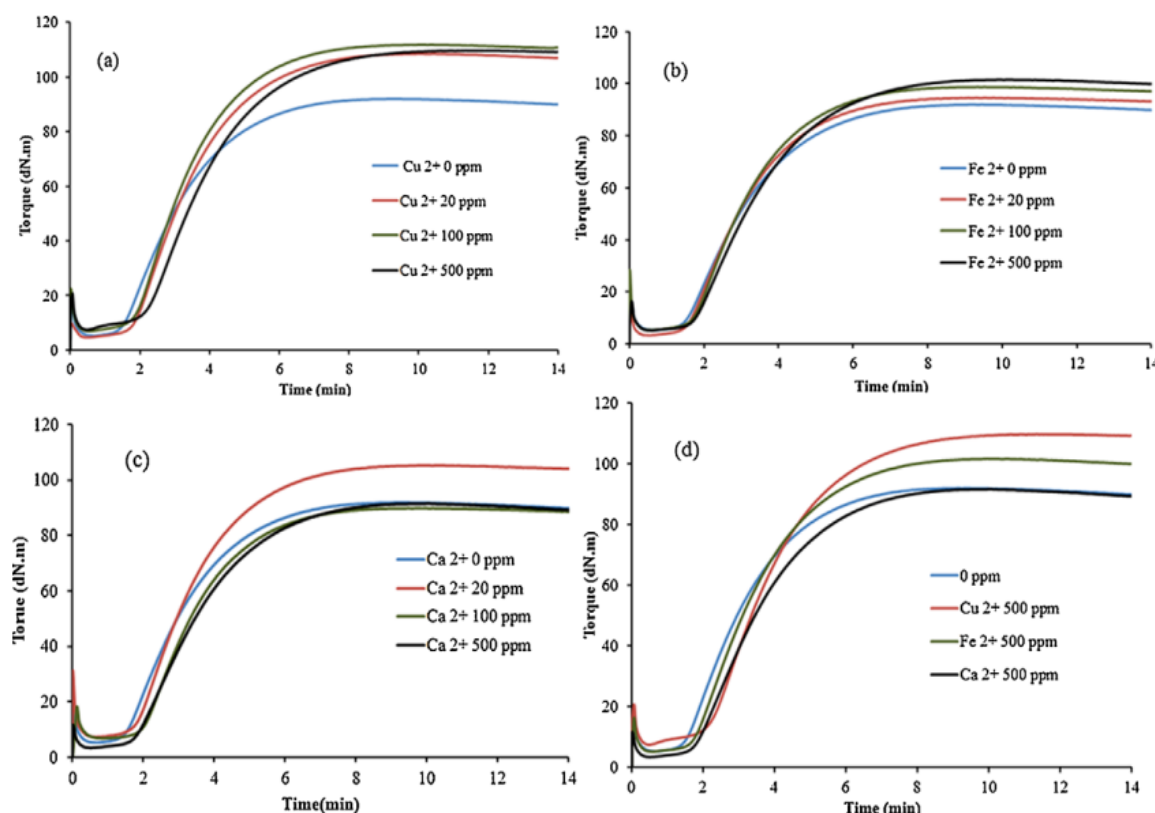 (a)
120
100
80
60
40
20
0
Torque (dN.m)
Cu 2+ 0 ppm
Cu 2+ 20 ppm
Cu 2+ 100 ppm
Cu 2+ 500 ppm
0 2 4 6 8 10 12 14
Time (min)
(b)
120
100
80
60
40
20
0
Torque (dN.m)
Fe 2+ 0 ppm
Fe 2+ 20 ppm
Fe 2+ 100 ppm
Fe 2+ 500 ppm
0 2 4 6 8 10 12 14
Time (min)
(c)
120
100
80
60
40
20
0
Torue (dN.m)
Ca 2+ 0 ppm
Ca 2+ 20 ppm
Ca 2+ 100 ppm
Ca 2+ 500 ppm
0 2 4 6 8 10 12 14
Time(min)
(d)
120
100
80
60
40
20
0
Torque (dN.m)
0 ppm
Cu 2+ 500 ppm
Fe 2+ 500 ppm
Ca 2+ 500 ppm
0 2 4 6 8 10 12 14
Time (min)